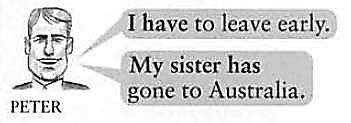 I have to leave early.
My sister has
gone to Australia.
PETER